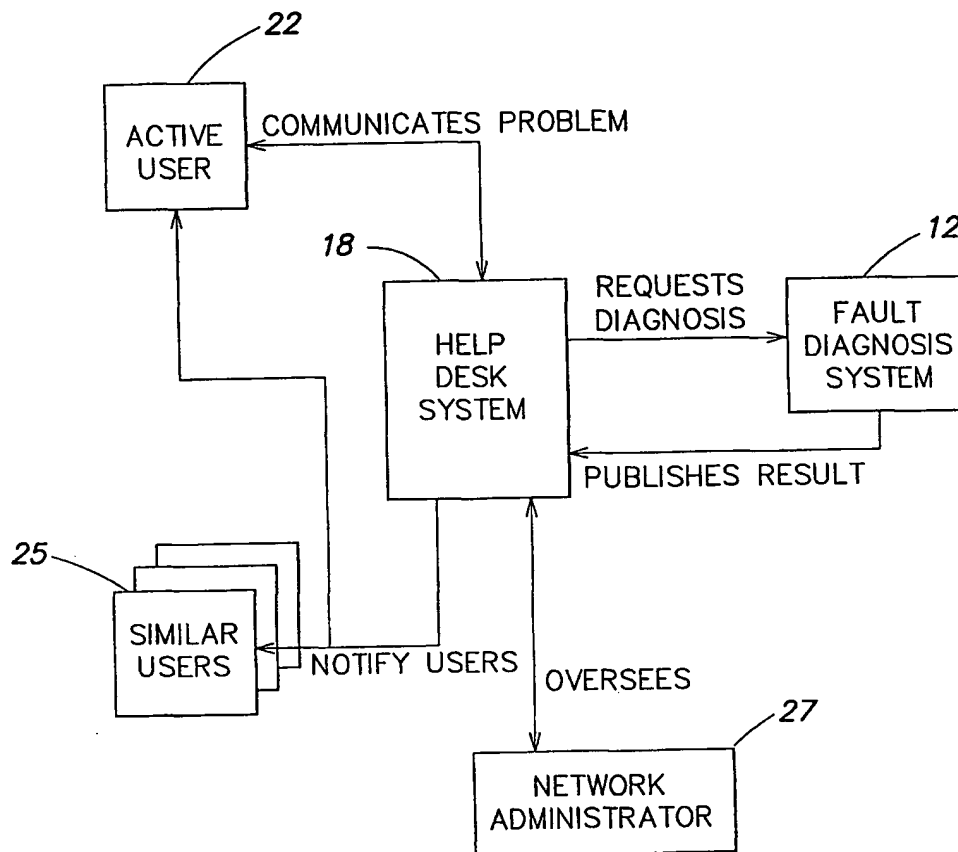 22
ACTIVE
USER
COMMUNICATES PROBLEM
18
12
HELP
DESK
SYSTEM
REQUESTS
DIAGNOSIS
FAULT
DIAGNOSIS
SYSTEM
PUBLISHES RESULT
25
SIMILAR
USERS
NOTIFY USERS
OVERSEES
27
NETWORK
ADMINISTRATOR